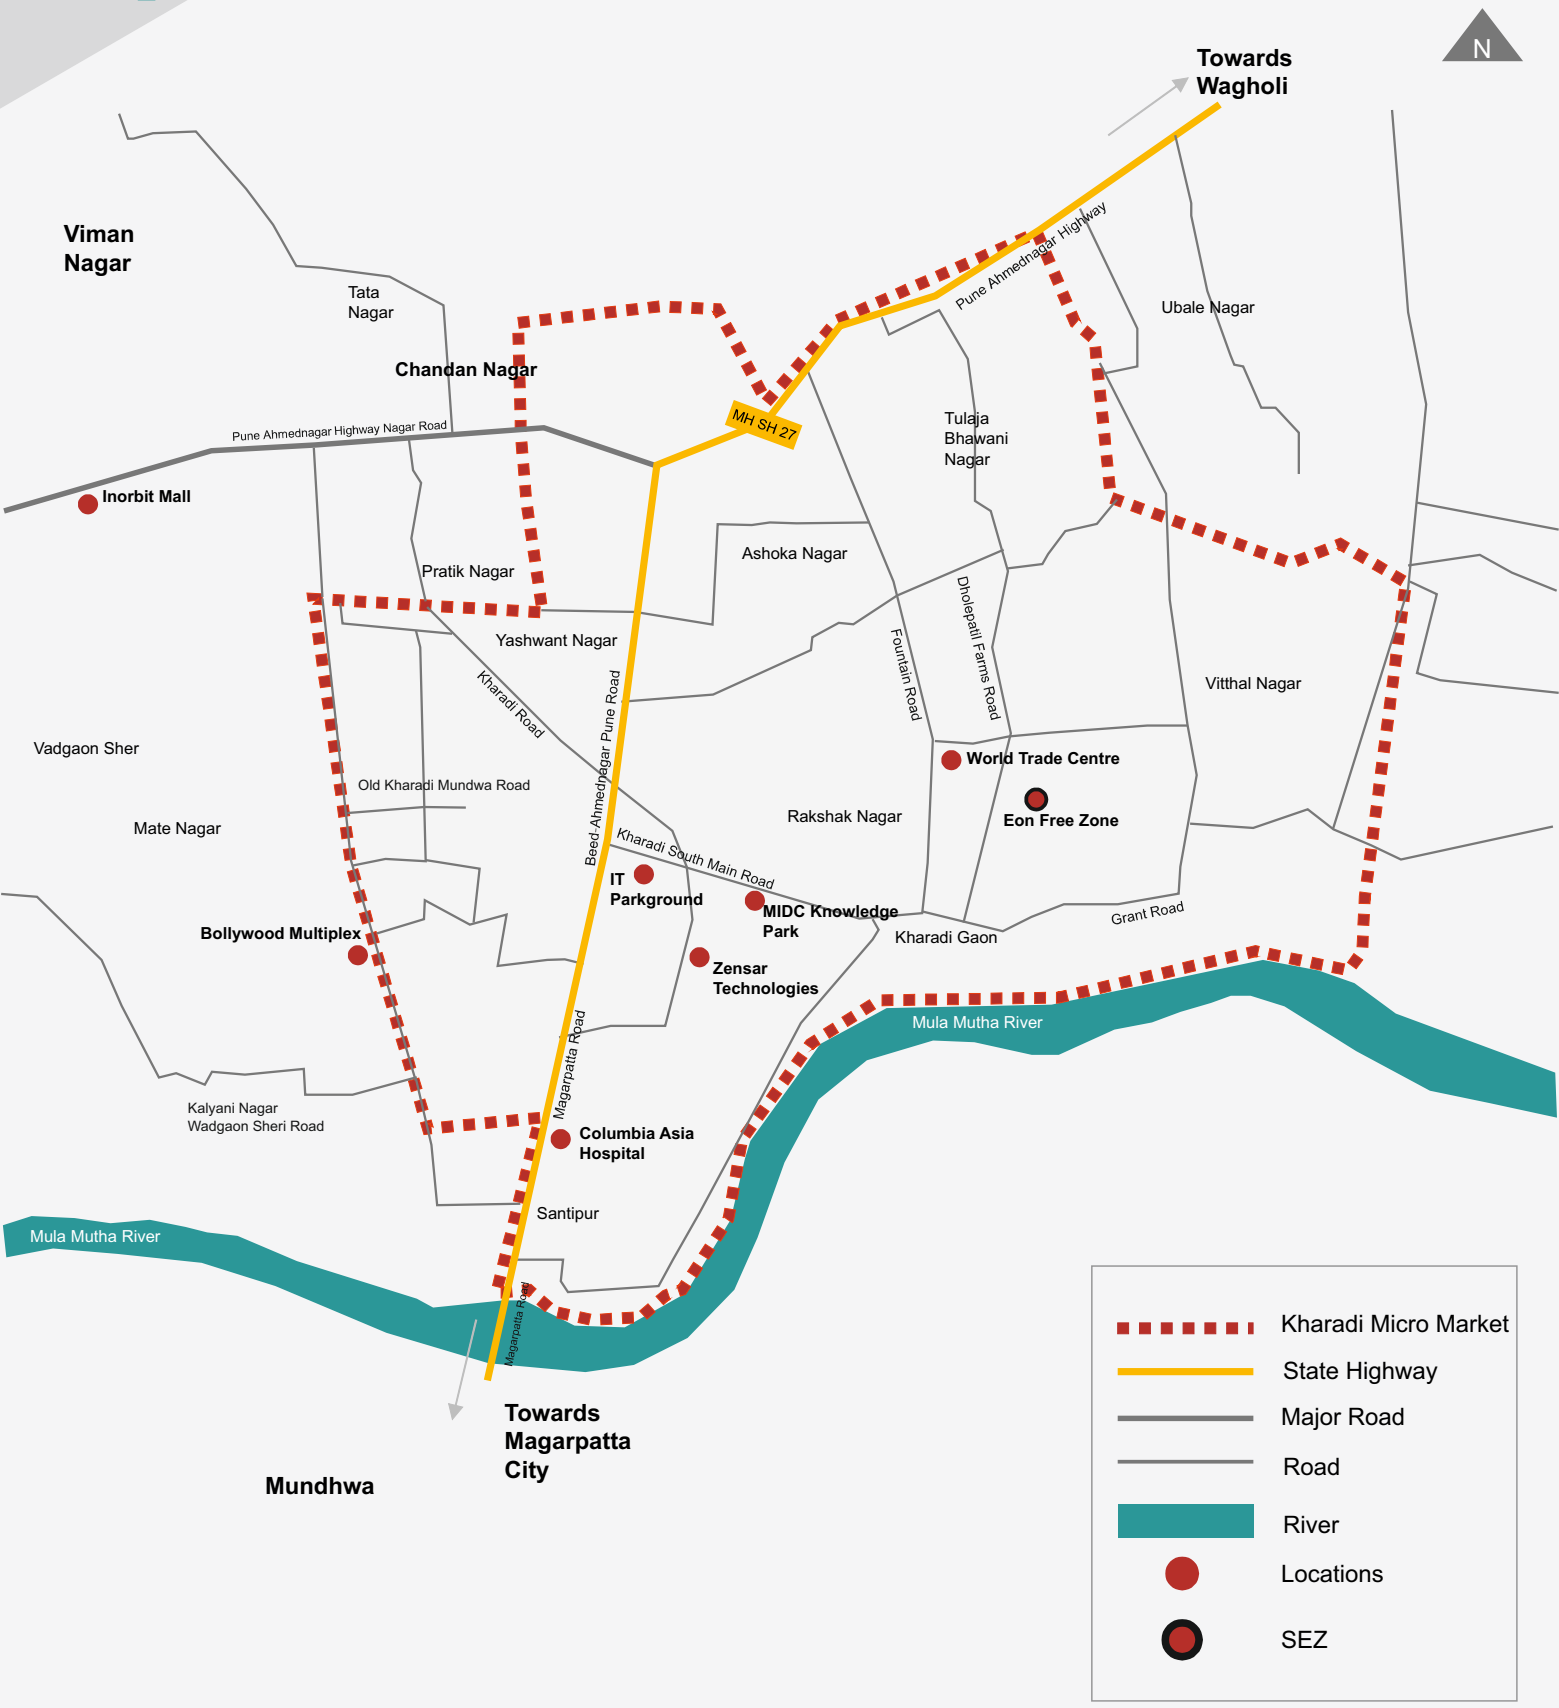 N
Towards
Wagholi
Viman
Nagar
Pune Ahmednagar Highway
Tata
Nagar
Ubale Nagar
Chandan Nagar
MH SH 27
Tulaja
Bhawani
Nagar
Pune Ahmednagar Highway Nagar Road
Inorbit Mall
Ashoka Nagar
Pratik Nagar
Yashwant Nagar
Dholepatil Farms Road
Fountain Road
Vitthal Nagar
Kharadi Road
Beed-Ahmednagar Pune Road
Vadgaon Sher
World Trade Centre
Old Kharadi Mundwa Road
Mate Nagar
Rakshak Nagar
Eon Free Zone
Kharadi South Main Road
IT
Parkground
MIDC Knowledge
Park
Grant Road
Bollywood Multiplex
Kharadi Gaon
Zensar
Technologies
Mula Mutha River
Magarpatta Road
Kalyani Nagar
Wadgaon Sheri Road
Columbia Asia
Hospital
Santipur
Mula Mutha River
Magarpatta Road
Towards
Magarpatta
City
Mundhwa
Kharadi Micro Market
State Highway
Major Road
Road
River
Locations
SEZ